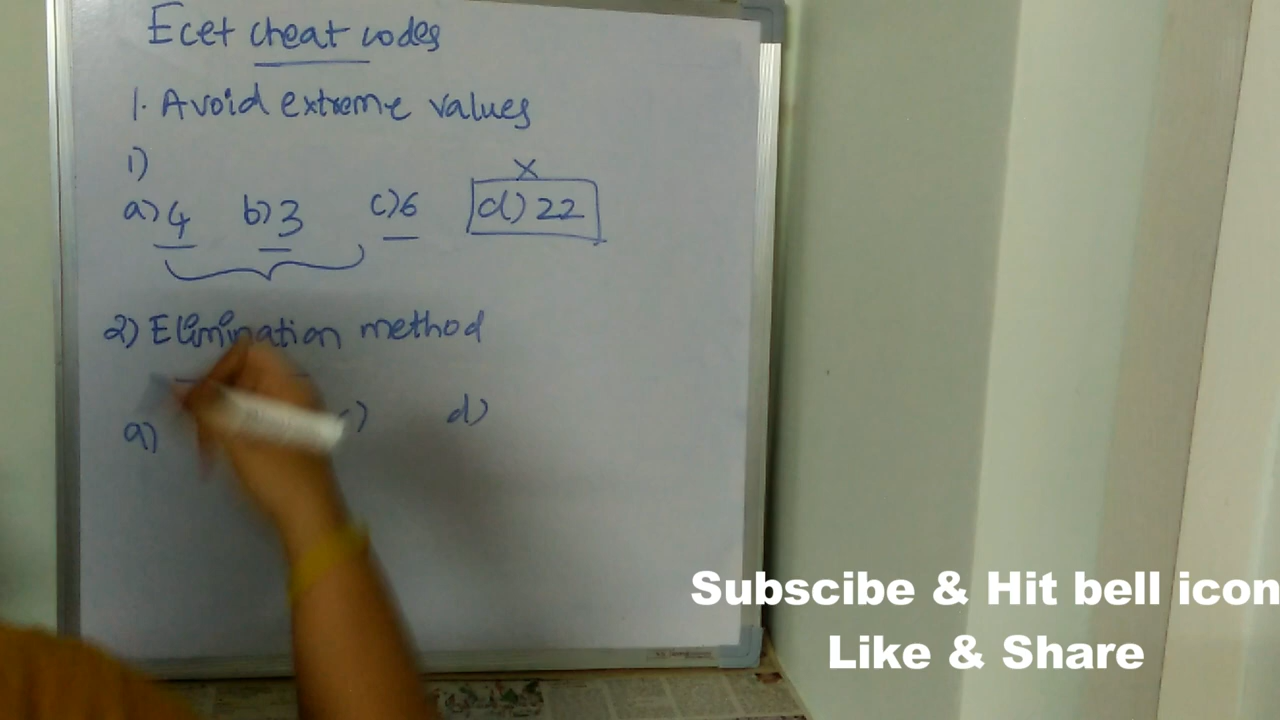 Ecet cheat codes
1. Avoid extreme values
1)
a) 4 b) 3 c) 6 d) 22
x
2) Elimination method
a) c) d)
Subscibe & Hit bell icon
Like & Share